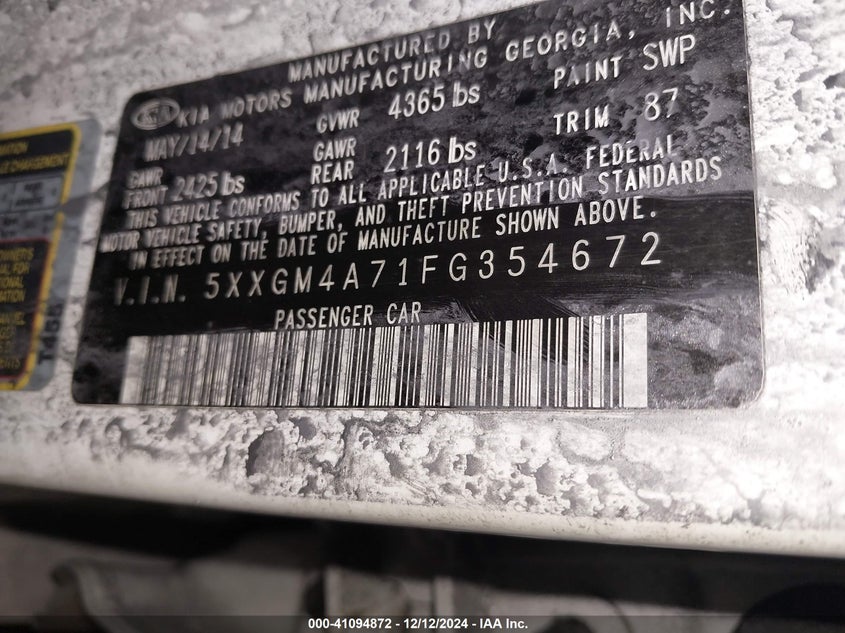 MANUFACTURED BY
KIA MOTORS MANUFACTURING GEORGIA, INC.
MAY/14/14 GVWR 4365 lbs PAINT SWP
GAWR FRONT 2425 lbs GAWR REAR 2116 lbs TRIM 87
THIS VEHICLE CONFORMS TO ALL APPLICABLE U.S.A. FEDERAL
MOTOR VEHICLE SAFETY, BUMPER, AND THEFT PREVENTION STANDARDS
IN EFFECT ON THE DATE OF MANUFACTURE SHOWN ABOVE.
V.I.N. 5XXGM4A71FG354672
PASSENGER CAR
000-41094872 - 12/12/2024 - IAA Inc.